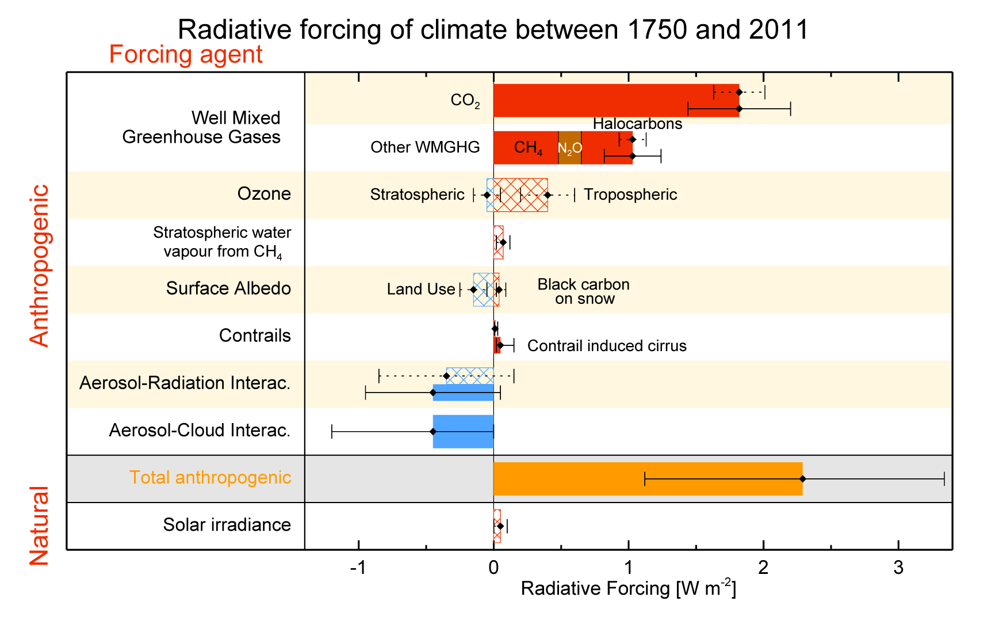 Radiative forcing of climate between 1750 and 2011
Forcing agent
Anthropogenic
Natural
Well Mixed
Greenhouse Gases
CO₂
Halocarbons
Other WMGHG
CH₄
N₂O
Ozone
Stratospheric
Tropospheric
Stratospheric water
vapour from CH₄
Surface Albedo
Land Use
Black carbon
on snow
Contrails
Contrail induced cirrus
Aerosol-Radiation Interac.
Aerosol-Cloud Interac.
Total anthropogenic
Solar irradiance
-1 0 1 2 3
Radiative Forcing [W m⁻²]